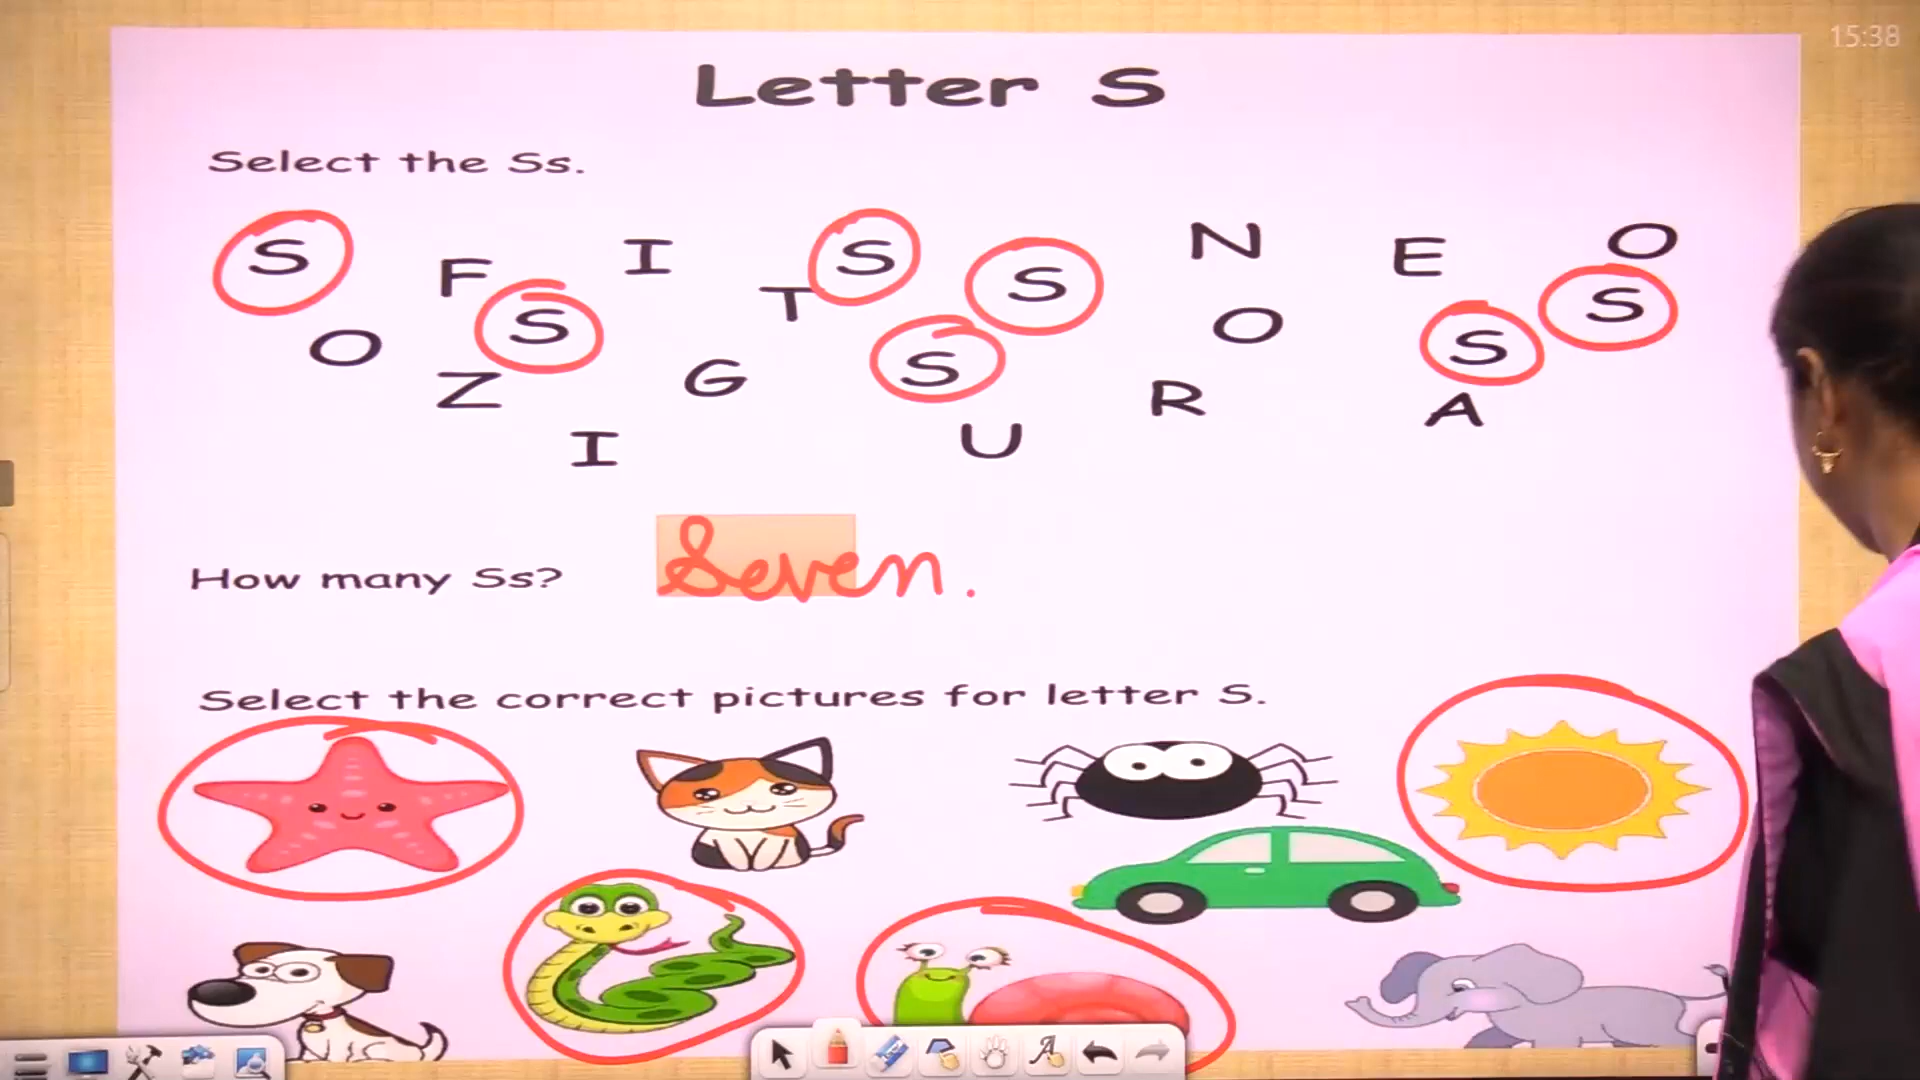 15:38
Letter S
Select the Ss.
S F I S S N E O
O S T S O S S
Z G R A
I U
How many Ss? Seven.
Select the correct pictures for letter S.